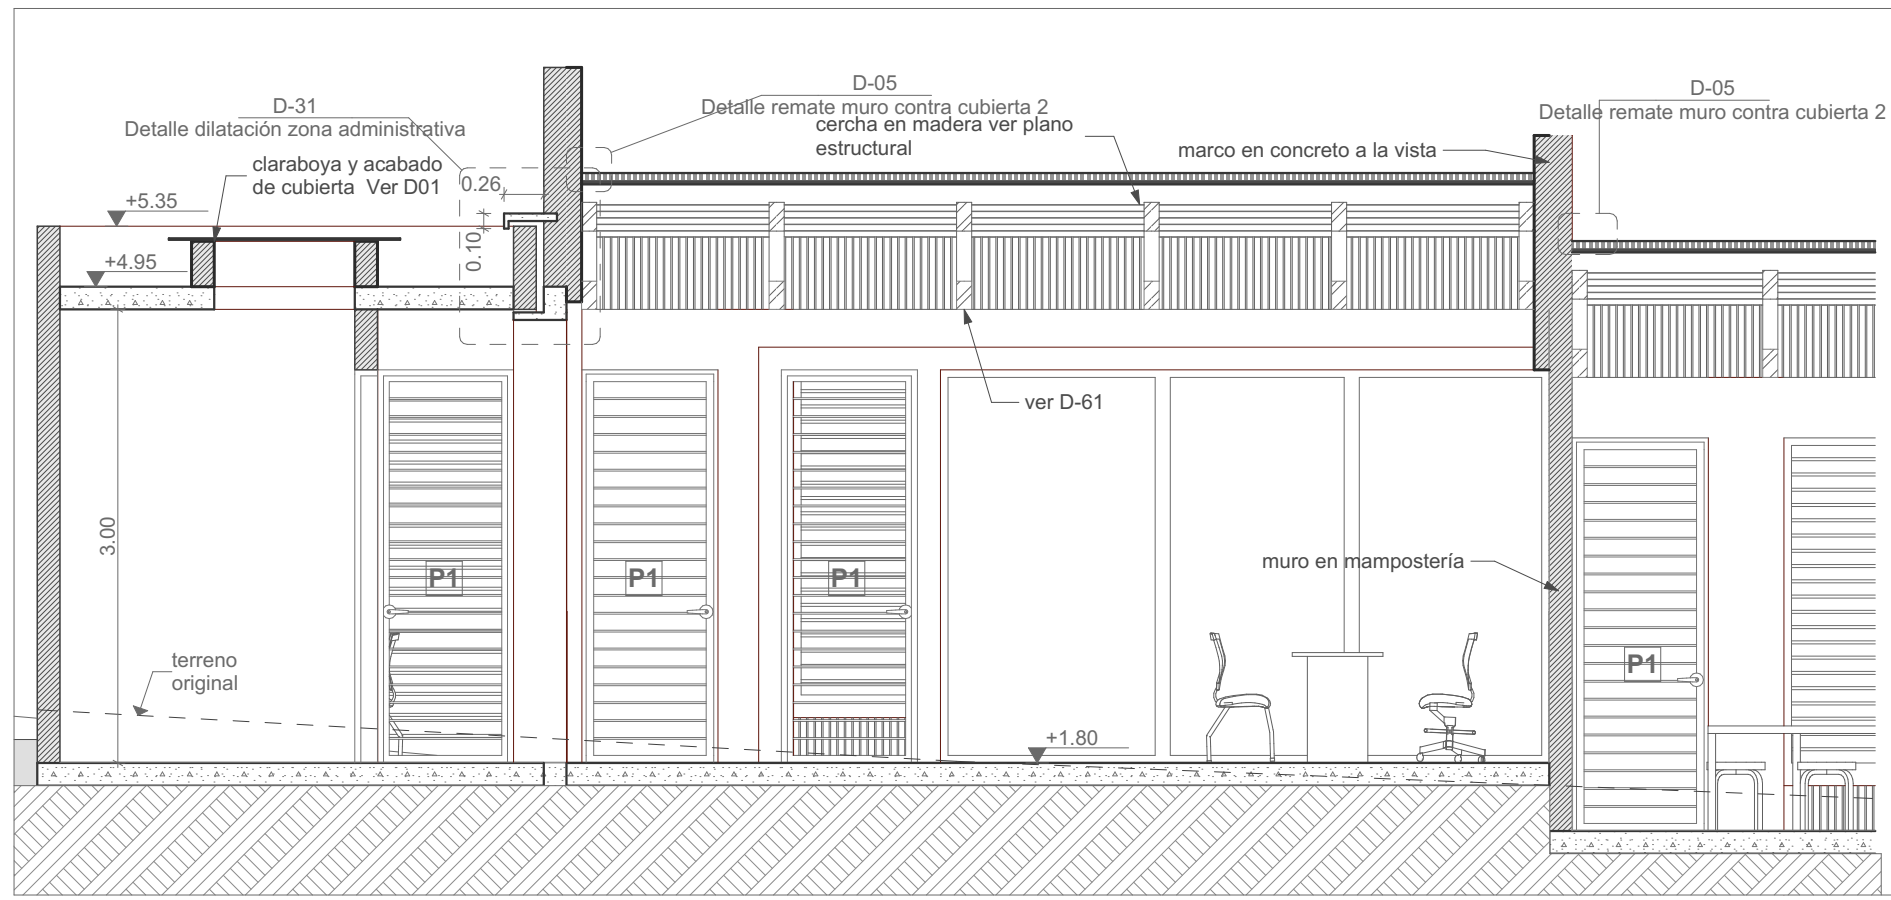 D-31
Detalle dilatación zona administrativa
claraboya y acabado
de cubierta  Ver D01
D-05
Detalle remate muro contra cubierta 2
cercha en madera ver plano
estructural
marco en concreto a la vista
D-05
Detalle remate muro contra cubierta 2
0.26
0.10
+5.35
+4.95
3.00
ver D-61
P1
P1
P1
muro en mampostería
P1
terreno
original
+1.80